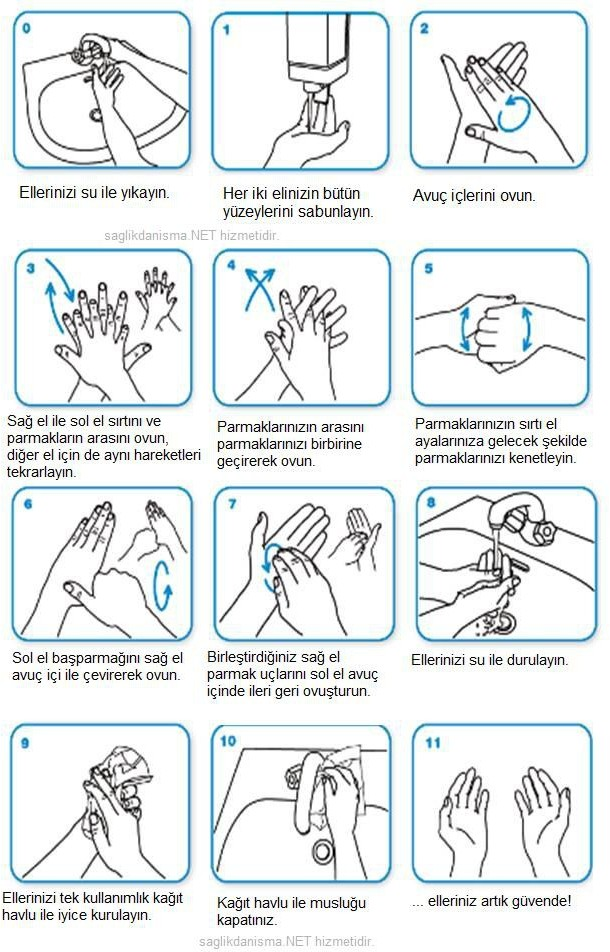 0
1
2
Ellerinizi su ile yıkayın.
Her iki elinizin bütün
yüzeylerini sabunlayın.
Avuç içlerini ovun.
saglikdanisma.NET hizmetidir.
3
4
5
Sağ el ile sol el sırtını ve
parmakların arasını ovun,
diğer el için de aynı hareketleri
tekrarlayın.
Parmaklarınızın arasını
parmaklarınızı birbirine
geçirerek ovun.
Parmaklarınızın sırtı el
ayalarınıza gelecek şekilde
parmaklarınızı kenetleyin.
6
7
8
Sol el başparmağını sağ el
avuç içi ile çevirerek ovun.
Birleştirdiğiniz sağ el
parmak uçlarını sol el avuç
içinde ileri geri ovuşturun.
Ellerinizi su ile durulayın.
9
10
11
Ellerinizi tek kullanımlık kağıt
havlu ile iyice kurulayın.
Kağıt havlu ile musluğu
kapatınız.
... elleriniz artık güvende!
saglikdanisma.NET hizmetidir.